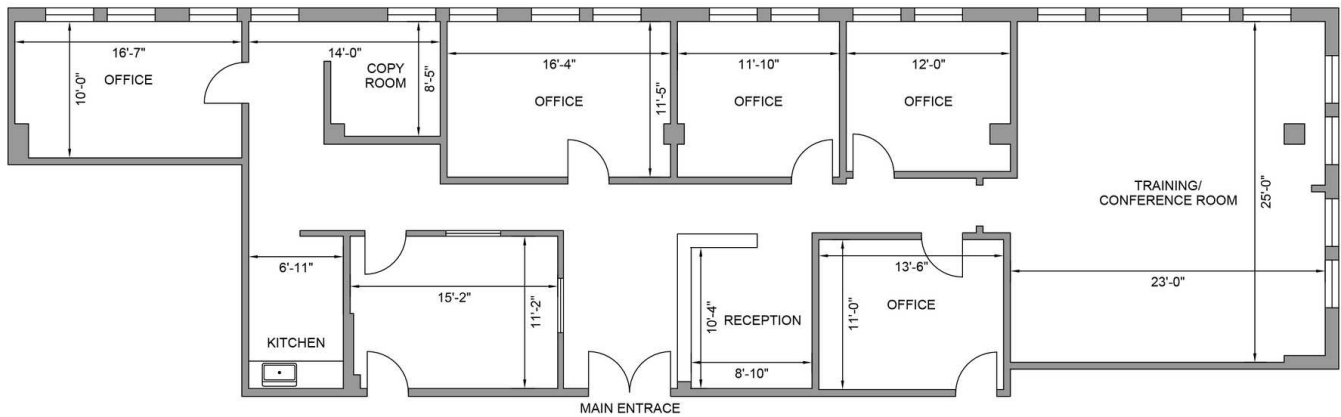 16'-7"
10'-0"
OFFICE
14'-0"
COPY
ROOM
8'-5"
16'-4"
OFFICE
11'-5"
11'-10"
OFFICE
12'-0"
OFFICE
TRAINING/
CONFERENCE ROOM
25'-0"
23'-0"
6'-11"
KITCHEN
15'-2"
11'-2"
10'-4"
RECEPTION
8'-10"
13'-6"
11'-0"
OFFICE
MAIN ENTRACE